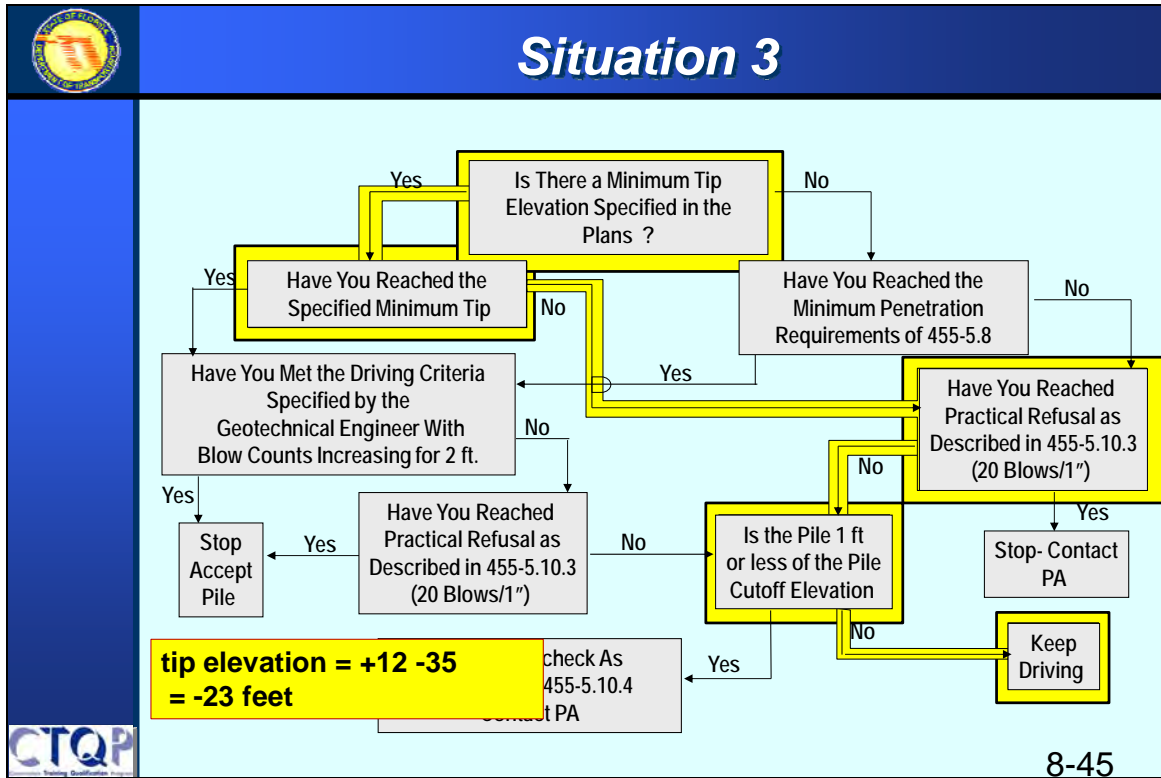 Situation 3
Yes
Is There a Minimum Tip
Elevation Specified in the
Plans ?
No
Yes
Have You Reached the
Specified Minimum Tip
No
Have You Reached the
Minimum Penetration
Requirements of 455-5.8
No
Yes
Have You Met the Driving Criteria
Specified by the
Geotechnical Engineer With
Blow Counts Increasing for 2 ft.
No
Have You Reached
Practical Refusal as
Described in 455-5.10.3
(20 Blows/1")
No
Yes
Yes
Stop
Accept
Pile
Yes
Have You Reached
Practical Refusal as
Described in 455-5.10.3
(20 Blows/1")
No
Is the Pile 1 ft
or less of the Pile
Cutoff Elevation
Stop- Contact
PA
No
Keep
Driving
tip elevation = +12 -35
= -23 feet
check As
455-5.10.4
PA
Yes
CTQP
Construction Training Qualification Program
8-45